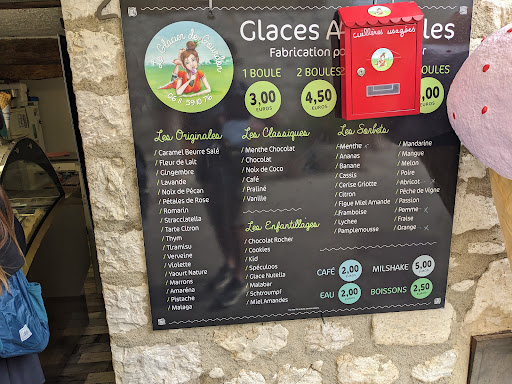 Glaces A
les
Fabrication
cuillères usagées
1 BOULE
2 BOULES
OULES
3,00
EUROS
4,50
EUROS
EUROS
Les Originales
/ Caramel Beurre Salé
/ Fleur de Lait
/ Gingembre
/ Lavande
/ Noix de Pécan
/ Pétales de Rose
/ Romarin
/ Stracciatella
/ Tarte Citron
/ Thym
/ Tiramisu
/ Verveine
/ Violette
/ Yaourt Nature
/ Marrons
/ Amaréna
/ Pistache
/ Malaga
Les Classiques
/ Menthe Chocolat
/ Chocolat
/ Noix de Coco
/ Café
/ Praliné
/ Vanille
Les Enfantillages
/ Chocolat Rocher
/ Cookies
/ Kid
/ Spéculoos
/ Glace Nutella
/ Malabar
/ Schtroumpf
/ Miel Amandes
Les Sorbets
/ Menthe
/ Ananas
/ Banane
/ Cassis
/ Cerise Griotte
/ Citron
/ Figue Miel Amande
/ Framboise
/ Lychee
/ Pamplemousse
/ Mandarine
/ Mangue
/ Melon
/ Poire
/ Abricot
/ Pêche de Vigne
/ Passion
/ Pomme
/ Fraise
/ Orange
CAFÉ 2,00 EUROS
MILSHAKE 5,00 EUROS
EAU 2,00 EUROS
BOISSONS 2,50 EUROS